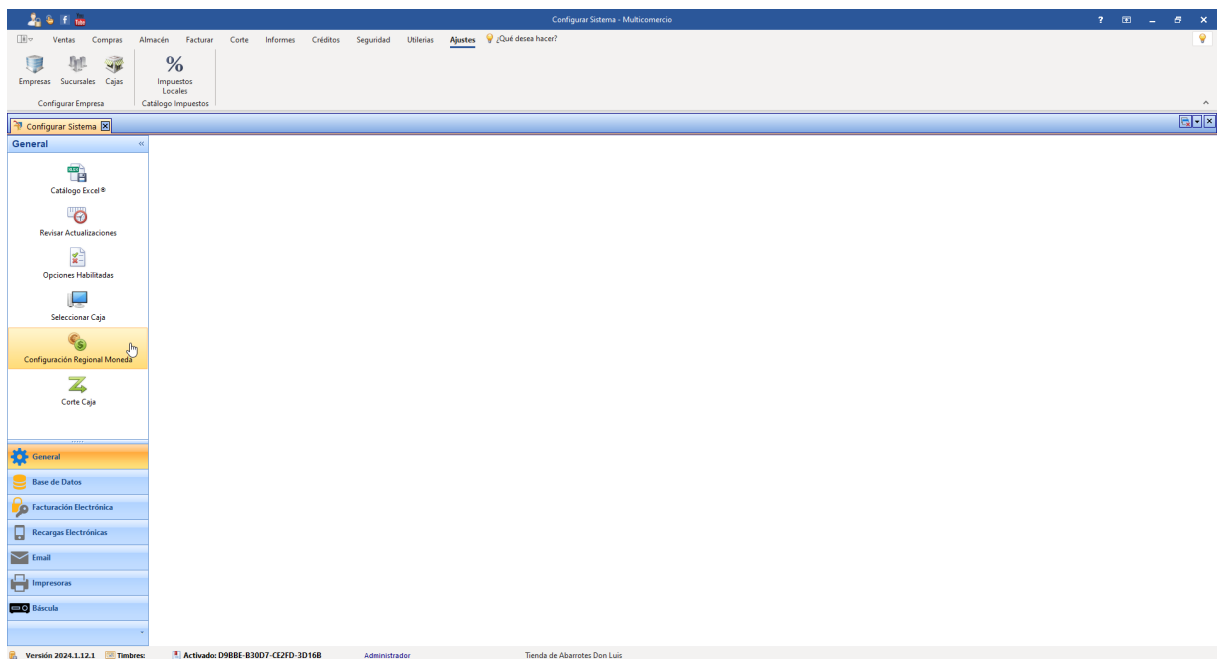 Configurar Sistema - Multicomercio
Ventas Compras Almacén Facturar Corte Informes Créditos Seguridad Utilerias Ajustes ¿Qué desea hacer?
Empresas Sucursales Cajas
Impuestos
Locales
Configurar Empresa
Catálogo Impuestos
Configurar Sistema
General
Catálogo Excel®
Revisar Actualizaciones
Opciones Habilitadas
Seleccionar Caja
Configuración Regional Moneda
Corte Caja
General
Base de Datos
Facturación Electrónica
Recargas Electrónicas
Email
Impresoras
Báscula
Versión 2024.1.12.1 Timbres: Activado: D9BBE-B30D7-CE2FD-3D16B Administrador Tienda de Abarrotes Don Luis